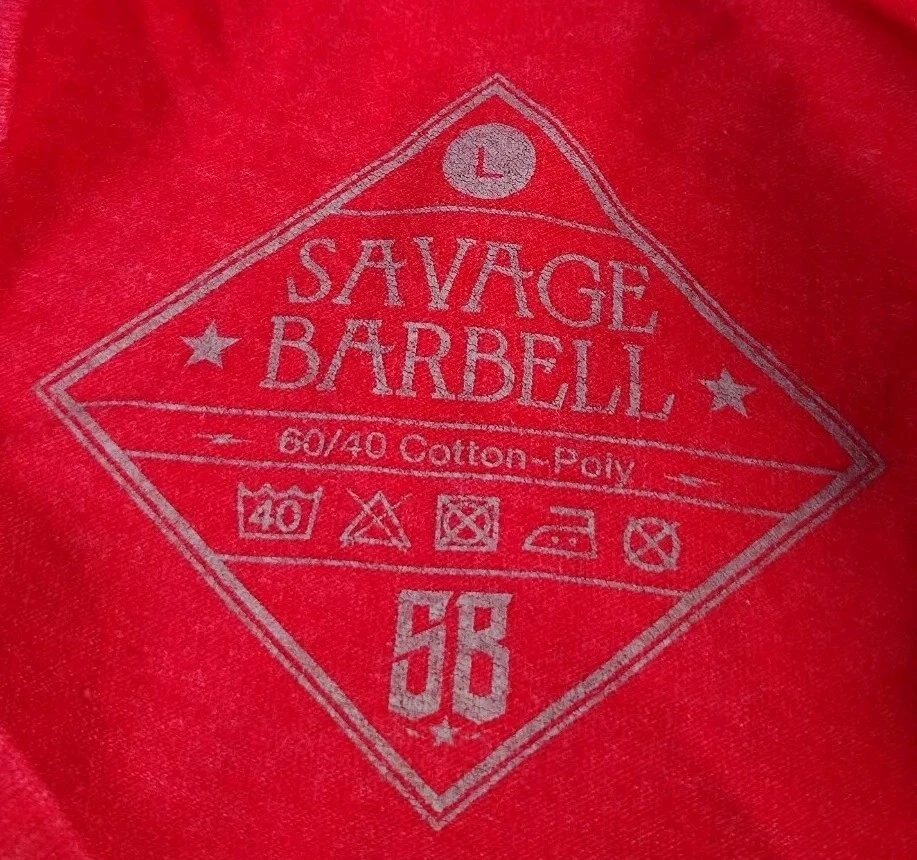 L
SAVAGE
BARBELL
60/40 Cotton-Poly
40
SB